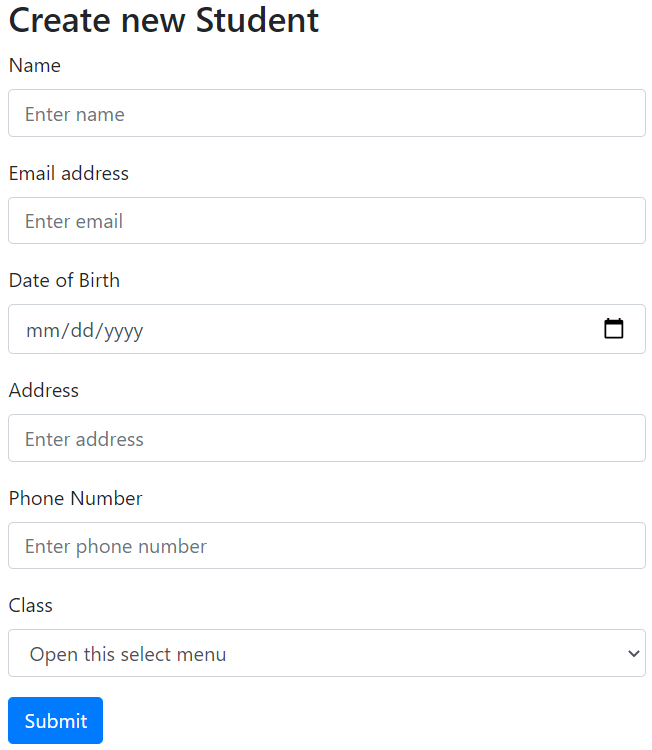 Create new Student
Name
Enter name
Email address
Enter email
Date of Birth
mm/dd/yyyy
Address
Enter address
Phone Number
Enter phone number
Class
Open this select menu
Submit